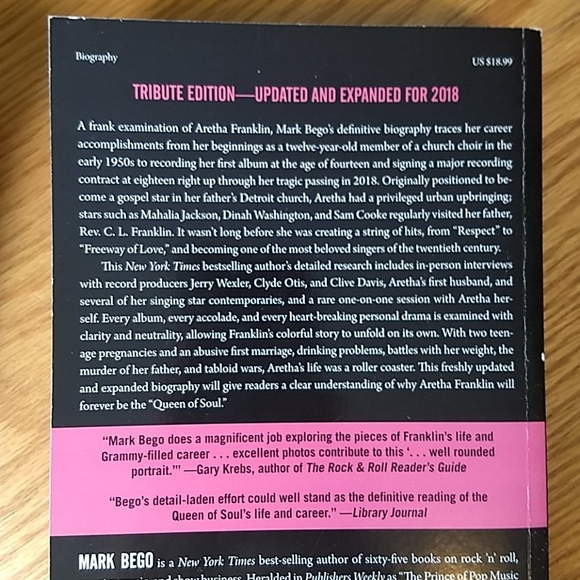 Biography
US $18.99
TRIBUTE EDITION—UPDATED AND EXPANDED FOR 2018
A frank examination of Aretha Franklin, Mark Bego's definitive biography traces her career
accomplishments from her beginnings as a twelve-year-old member of a church choir in the
early 1950s to recording her first album at the age of fourteen and signing a major recording
contract at eighteen right up through her tragic passing in 2018. Originally positioned to be-
come a gospel star in her father's Detroit church, Aretha had a privileged urban upbringing;
stars such as Mahalia Jackson, Dinah Washington, and Sam Cooke regularly visited her father,
Rev. C. L. Franklin. It wasn't long before she was creating a string of hits, from "Respect" to
"Freeway of Love," and becoming one of the most beloved singers of the twentieth century.
This New York Times bestselling author's detailed research includes in-person interviews
with record producers Jerry Wexler, Clyde Otis, and Clive Davis, Aretha's first husband, and
several of her singing star contemporaries, and a rare one-on-one session with Aretha her-
self. Every album, every accolade, and every heart-breaking personal drama is examined with
clarity and neutrality, allowing Franklin's colorful story to unfold on its own. With two teen-
age pregnancies and an abusive first marriage, drinking problems, battles with her weight, the
murder of her father, and tabloid wars, Aretha's life was a roller coaster. This freshly updated
and expanded biography will give readers a clear understanding of why Aretha Franklin will
forever be the "Queen of Soul."
"Mark Bego does a magnificent job exploring the pieces of Franklin's life and
Grammy-filled career . . . excellent photos contribute to this '. . . well rounded
portrait.'" —Gary Krebs, author of The Rock & Roll Reader's Guide
"Bego's detail-laden effort could well stand as the definitive reading of the
Queen of Soul's life and career." —Library Journal
MARK BEGO is a New York Times best-selling author of sixty-five books on rock 'n' roll,
and show business. Heralded in Publishers Weekly as "The Prince of Pop Music